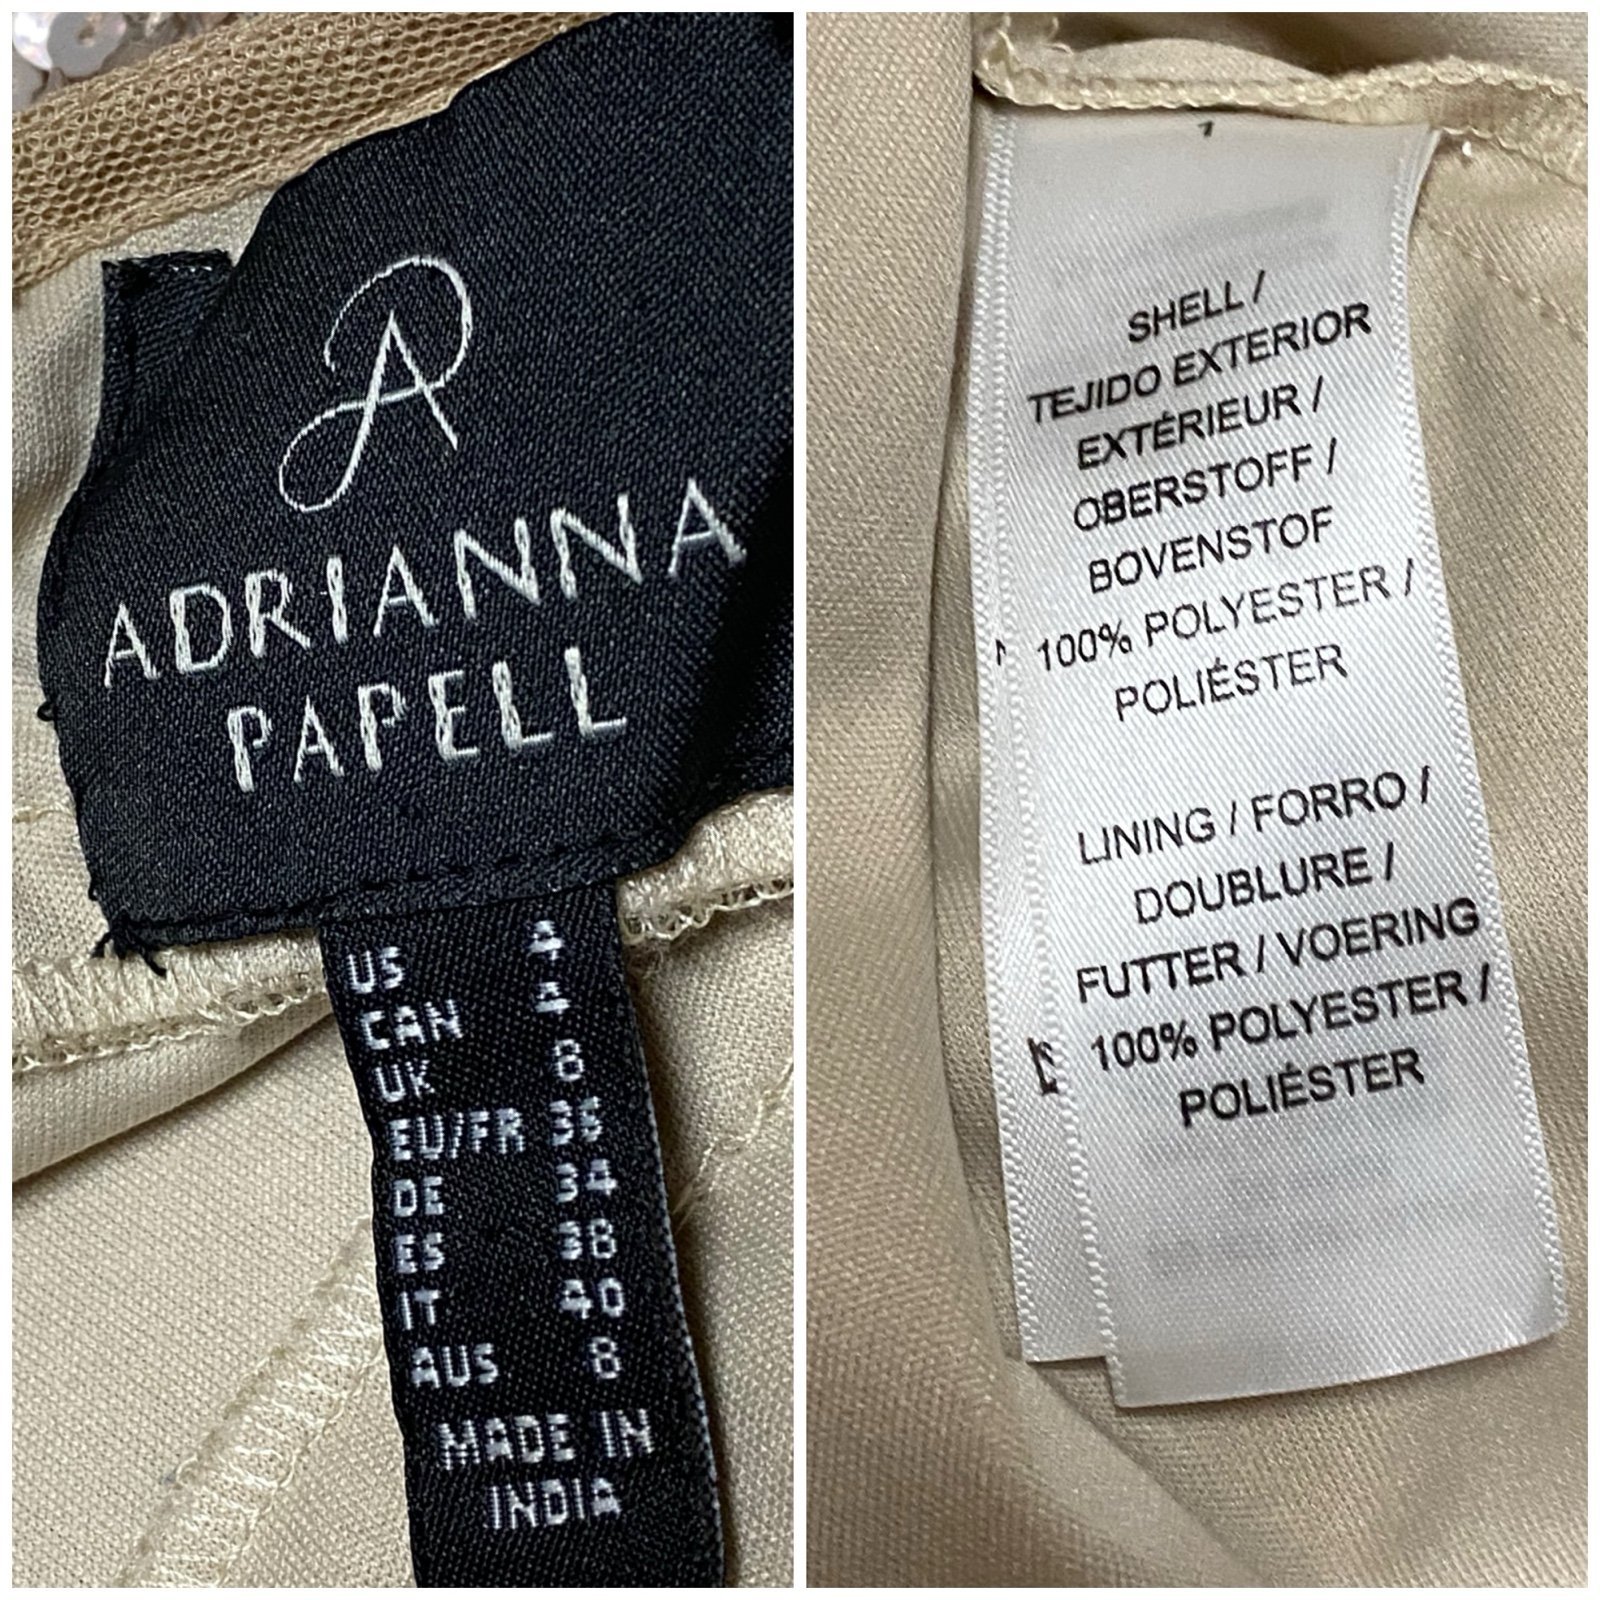 ADRIANNA
PAPELL
US 4
CAN 4
UK 8
EU/FR 36
DE 34
ES 38
IT 40
AUS 8
MADE IN
INDIA
SHELL /
TEJIDO EXTERIOR
EXTÉRIEUR /
OBERSTOFF /
BOVENSTOF
100% POLYESTER /
POLIÉSTER
LINING / FORRO /
DOUBLURE /
FUTTER / VOERING
100% POLYESTER /
POLIÉSTER